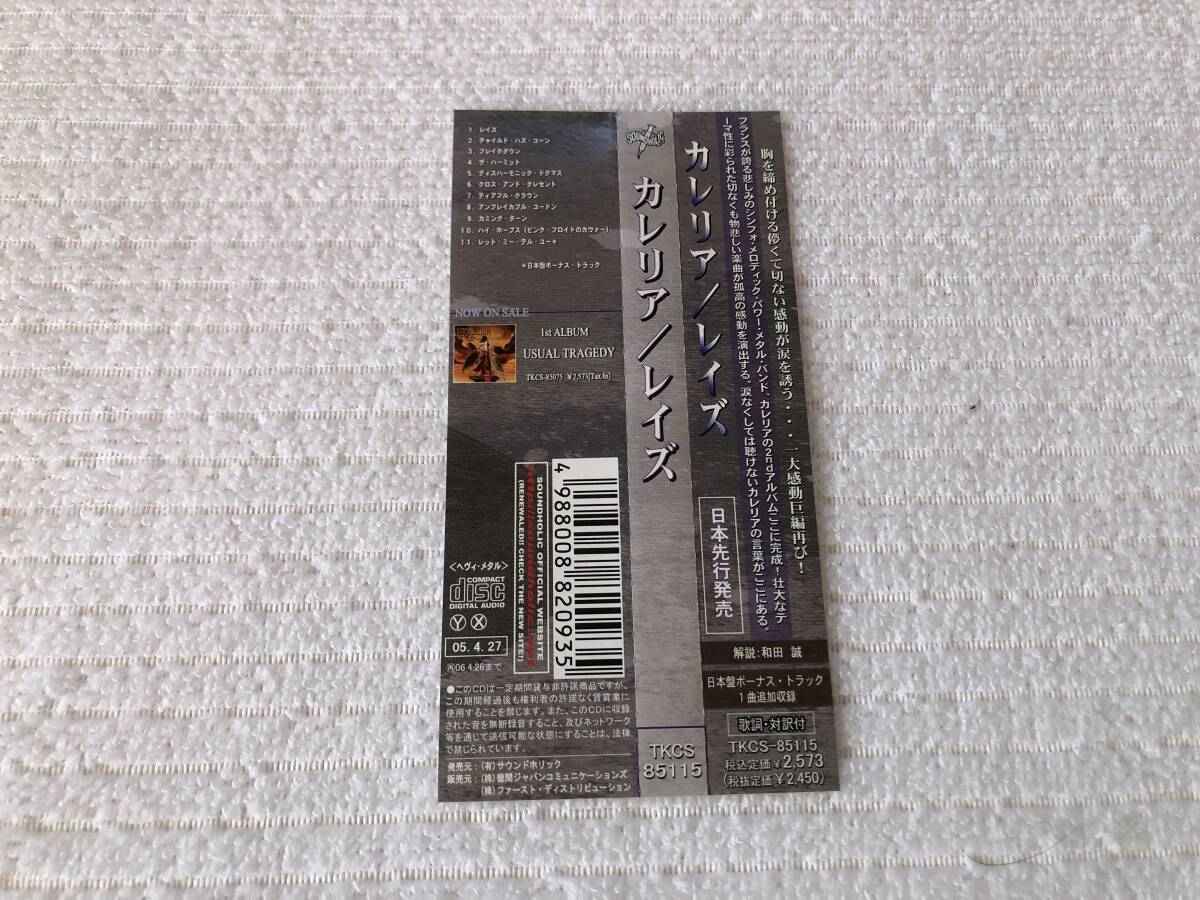 胸を締め付ける儚くて切ない感動が涙を誘う・・・一大感動巨編再び!
フランスが誇る悲しみのシンフォ・メロディック・パワー・メタル・バンド、カレリアの2ndアルバムここに完成!壮大なテ
ーマ性に彩られた切なくも物悲しい楽曲が孤高の感動を演出する。涙なくしては聴けないカレリアの言葉がここにある。
カレリア/レイズ
日本先行発売
解説:和田 誠
日本盤ボーナス・トラック
1曲追加収録
歌詞・対訳付
TKCS-85115
税込定価¥2,573
(税抜定価¥2,450)
SOUNDHOLIC
カレリア/レイズ
TKCS
85115
1. レイズ
2. チャイルド・ハズ・ゴーン
3. ブレイクダウン
4. ザ・ハーミット
5. ディスハーモニック・ドグマス
6. クロス・アンド・クレセント
7. ティアフル・クラウン
8. アンブレイカブル・コードン
9. カミング・ターン
10. ハイ・ホープス(ピンク・フロイドのカヴァー)
11. レット・ミー・テル・ユー*
*日本盤ボーナス・トラック
NOW ON SALE
1st ALBUM
USUAL TRAGEDY
TKCS-85075 ¥2,573[Tax In]
4 988008 820935
SOUNDHOLIC OFFICIAL WEBSITE
(RENEWALED!! CHECK THE NEW SITE!)
<ヘヴィ・メタル>
COMPACT
disc
DIGITAL AUDIO
Y X
05.4.27
06.4.26まで
●このCDは一定期間貸与非許諾商品ですが、
この期間経過後も権利者の許諾なく賃貸業に
使用することを禁じます。また、このCDに収録
された音を無断録音すること、及びネットワーク
等を通じて送信可能な状態にすることは、法律
で禁じられています。
発売元:(有)サウンドホリック
販売元:(株)徳間ジャパンコミュニケーションズ
(株)ファースト・ディストリビューション